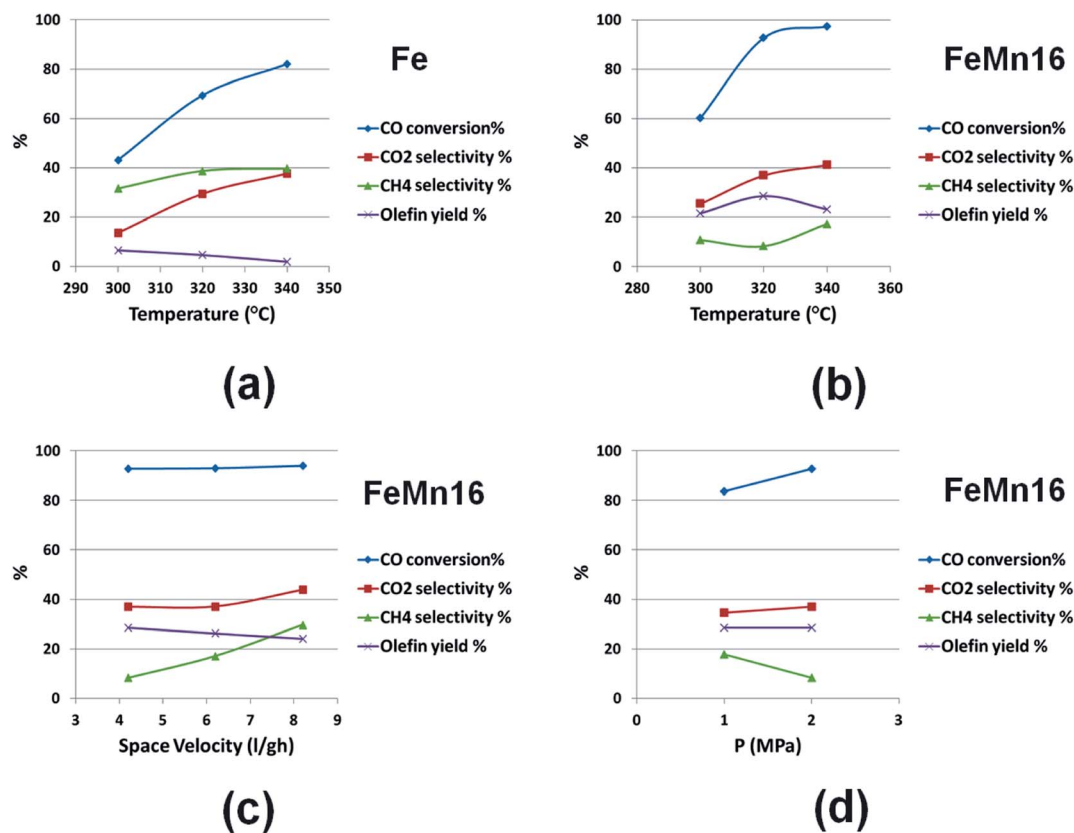 100
80
60
40
20
0
%
290 300 310 320 330 340 350
Temperature (°C)
Fe
CO conversion%
CO2 selectivity %
CH4 selectivity %
Olefin yield %
(a)
100
80
60
40
20
0
%
280 300 320 340 360
Temperature (°C)
FeMn16
CO conversion%
CO2 selectivity %
CH4 selectivity %
Olefin yield %
(b)
100
80
60
40
20
0
%
3 4 5 6 7 8 9
Space Velocity (l/gh)
FeMn16
CO conversion%
CO2 selectivity %
CH4 selectivity %
Olefin yield %
(c)
100
80
60
40
20
0
%
0 1 2 3
P (MPa)
FeMn16
CO conversion%
CO2 selectivity %
CH4 selectivity %
Olefin yield %
(d)